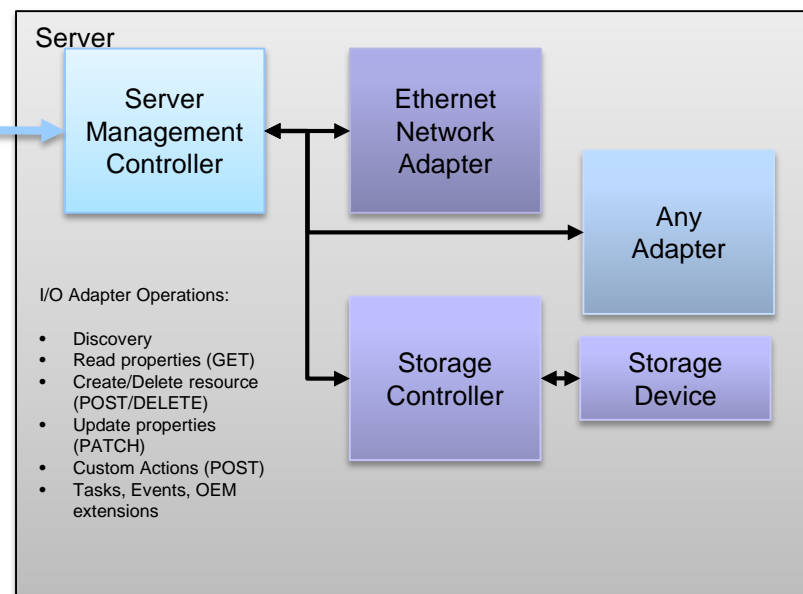 Server
Server
Management
Controller
Ethernet
Network
Adapter
Any
Adapter
I/O Adapter Operations:
• Discovery
• Read properties (GET)
• Create/Delete resource
(POST/DELETE)
• Update properties
(PATCH)
• Custom Actions (POST)
• Tasks, Events, OEM
extensions
Storage
Controller
Storage
Device